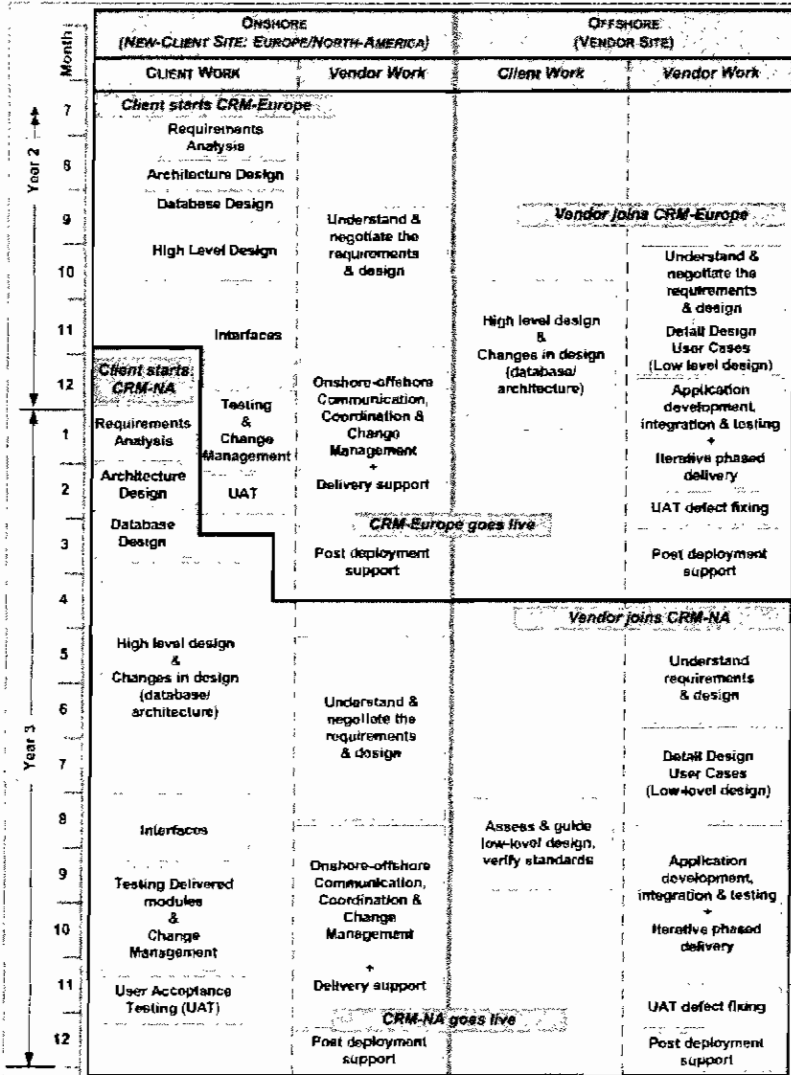 ONSHORE
(NEW-CLIENT SITE: EUROPE/NORTH-AMERICA)
OFFSHORE
(VENDOR SITE)
Month
CLIENT WORK
Vendor Work
Client Work
Vendor Work
Year 2
7
8
9
10
11
12
Year 3
1
2
3
4
5
6
7
8
9
10
11
12
Client starts CRM-Europe
Requirements
Analysis
Architecture Design
Database Design
High Level Design
Interfaces
Testing
&
Change
Management
UAT
Client starts
CRM-NA
Requirements
Analysis
Architecture
Design
Database
Design
High level design
&
Changes in design
(database/
architecture)
Interfaces
Testing Delivered
modules
&
Change
Management
User Acceptance
Testing (UAT)
Understand &
negotiate the
requirements
& design
Onshore-offshore
Communication,
Coordination &
Change
Management
+
Delivery support
CRM-Europe goes live
Post deployment
support
Understand &
negotiate the
requirements
& design
Onshore-offshore
Communication,
Coordination &
Change
Management
+
Delivery support
CRM-NA goes live
Post deployment
support
High level design
&
Changes in design
(database/
architecture)
Assess & guide
low-level design,
verify standards
Vendor joins CRM-Europe
Understand &
negotiate the
requirements
& design
Detail Design
User Cases
(Low level design)
Application
development,
integration & testing
+
Iterative phased
delivery
UAT defect fixing
Post deployment
support
Vendor joins CRM-NA
Understand
requirements
& design
Detail Design
User Cases
(Low-level design)
Application
development,
integration & testing
+
Iterative phased
delivery
UAT defect fixing
Post deployment
support